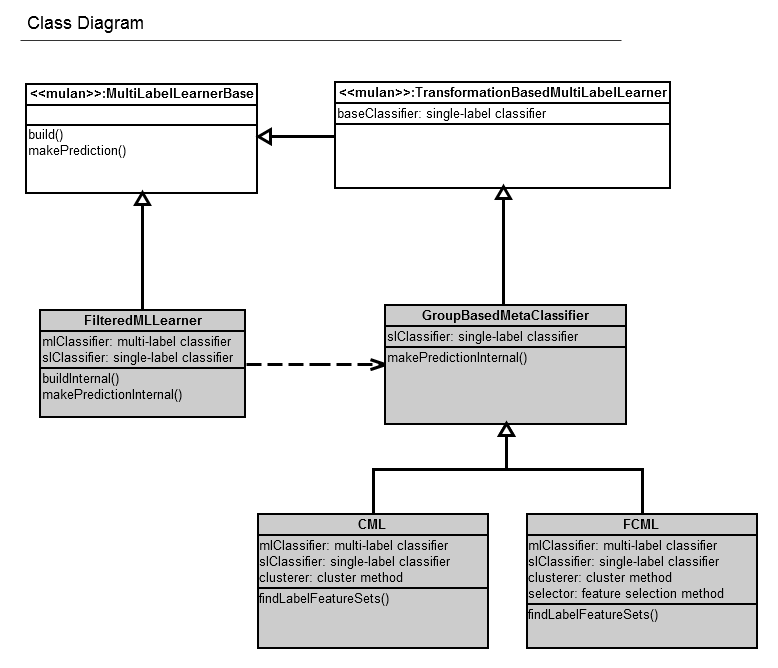 Class Diagram
<<mulan>>:MultiLabelLearnerBase
build()
makePrediction()
<<mulan>>:TransformationBasedMultiLabelLearner
baseClassifier: single-label classifier
FilteredMLLearner
mlClassifier: multi-label classifier
slClassifier: single-label classifier
buildInternal()
makePredictionInternal()
GroupBasedMetaClassifier
slClassifier: single-label classifier
makePredictionInternal()
CML
mlClassifier: multi-label classifier
slClassifier: single-label classifier
clusterer: cluster method
findLabelFeatureSets()
FCML
mlClassifier: multi-label classifier
slClassifier: single-label classifier
clusterer: cluster method
selector: feature selection method
findLabelFeatureSets()